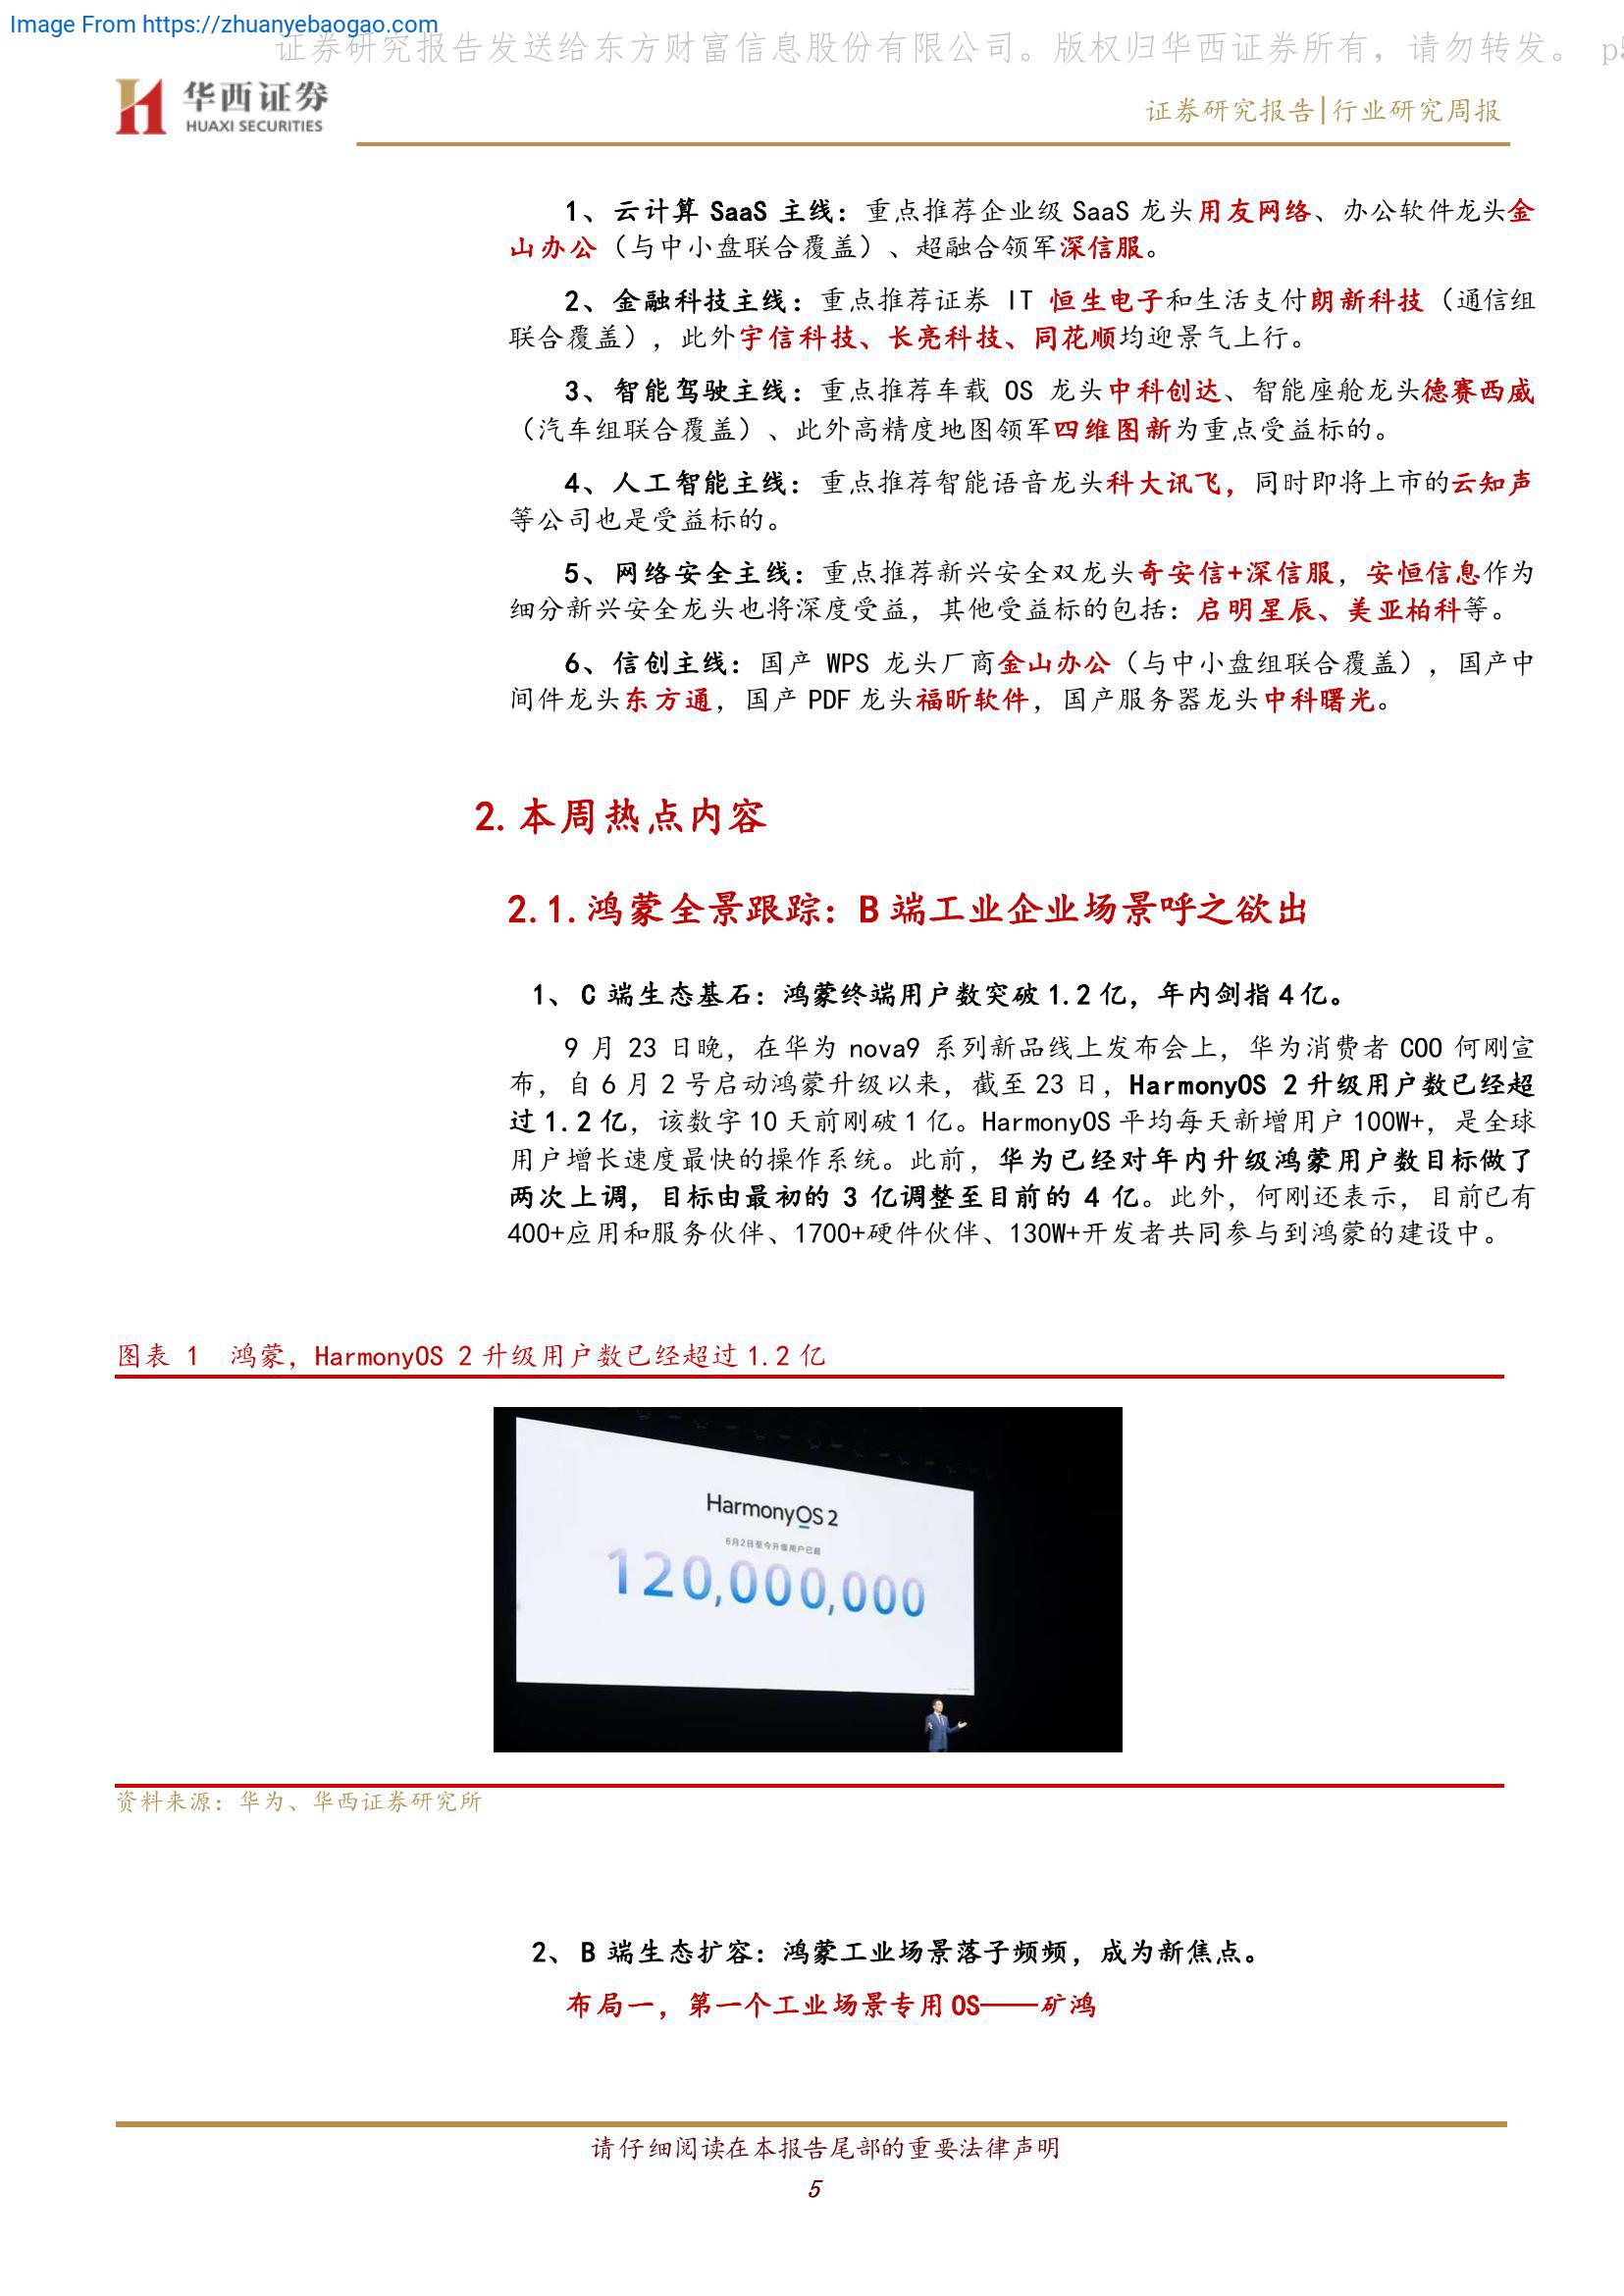 Image From https://zhuanyebaogao.com
证券研究报告发送给东方财富信息股份有限公司。版权归华西证券所有，请勿转发。 p5
华西证券
HUAXI SECURITIES
证券研究报告|行业研究周报
1、云计算 SaaS 主线：重点推荐企业级 SaaS 龙头用友网络、办公软件龙头金
山办公（与中小盘联合覆盖）、超融合领军深信服。
2、金融科技主线：重点推荐证券 IT 恒生电子和生活支付朗新科技（通信组
联合覆盖），此外宇信科技、长亮科技、同花顺均迎景气上行。
3、智能驾驶主线：重点推荐车载 OS 龙头中科创达、智能座舱龙头德赛西威
（汽车组联合覆盖）、此外高精度地图领军四维图新为重点受益标的。
4、人工智能主线：重点推荐智能语音龙头科大讯飞，同时即将上市的云知声
等公司也是受益标的。
5、网络安全主线：重点推荐新兴安全双龙头奇安信+深信服，安恒信息作为
细分新兴安全龙头也将深度受益，其他受益标的包括：启明星辰、美亚柏科等。
6、信创主线：国产 WPS 龙头厂商金山办公（与中小盘组联合覆盖），国产中
间件龙头东方通，国产 PDF 龙头福昕软件，国产服务器龙头中科曙光。
2.本周热点内容
2.1.鸿蒙全景跟踪：B 端工业企业场景呼之欲出
1、 C 端生态基石：鸿蒙终端用户数突破 1.2 亿，年内剑指 4 亿。
9 月 23 日晚，在华为 nova9 系列新品线上发布会上，华为消费者 COO 何刚宣
布，自 6 月 2 号启动鸿蒙升级以来，截至 23 日，HarmonyOS 2 升级用户数已经超
过 1.2 亿，该数字 10 天前刚破 1 亿。HarmonyOS 平均每天新增用户 100W+，是全球
用户增长速度最快的操作系统。此前，华为已经对年内升级鸿蒙用户数目标做了
两次上调，目标由最初的 3 亿调整至目前的 4 亿。此外，何刚还表示，目前已有
400+应用和服务伙伴、1700+硬件伙伴、130W+开发者共同参与到鸿蒙的建设中。
图表 1 鸿蒙，HarmonyOS 2 升级用户数已经超过 1.2 亿
HarmonyOS 2
6月2日至今升级用户已超
120,000,000
资料来源：华为、华西证券研究所
2、 B 端生态扩容：鸿蒙工业场景落子频频，成为新焦点。
布局一，第一个工业场景专用 OS——矿鸿
请仔细阅读在本报告尾部的重要法律声明
5